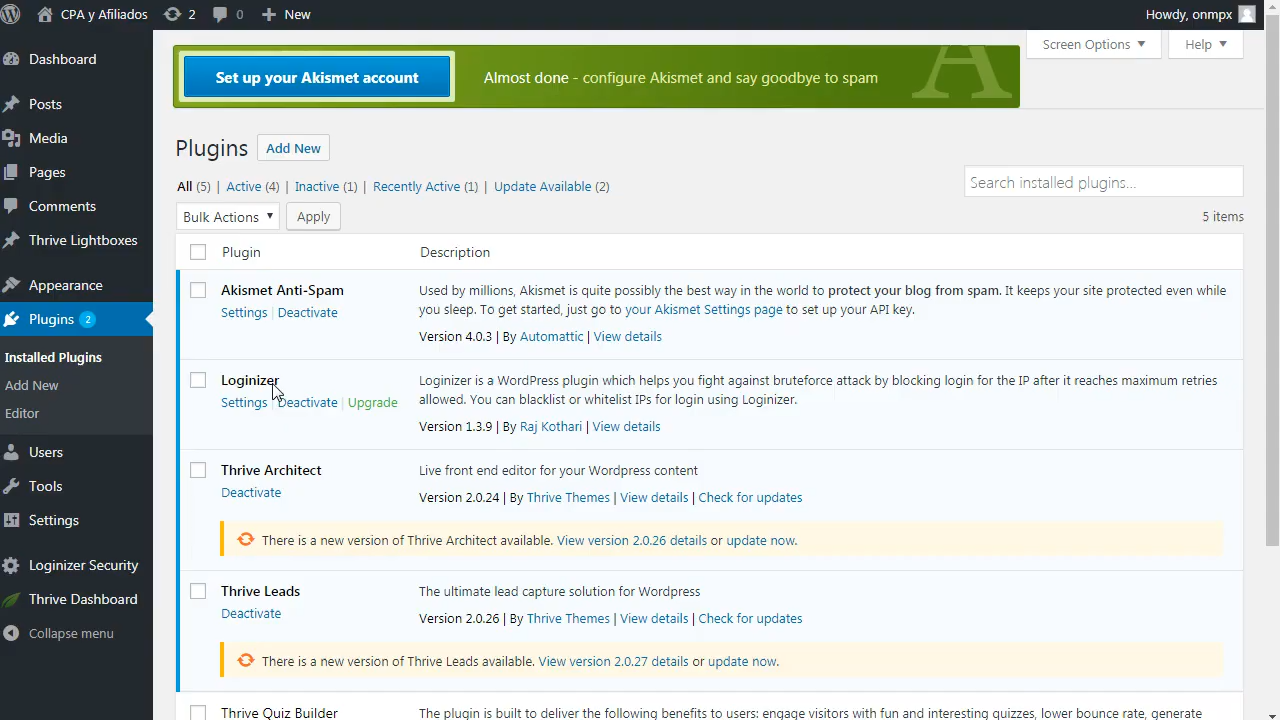 CPA y Afiliados 2 0 New Howdy, onmpx
Screen Options Help
Dashboard
Posts
Media
Pages
Comments
Thrive Lightboxes
Appearance
Plugins 2
Installed Plugins
Add New
Editor
Users
Tools
Settings
Loginizer Security
Thrive Dashboard
Collapse menu
Set up your Akismet account Almost done - configure Akismet and say goodbye to spam
Plugins Add New
All (5) | Active (4) | Inactive (1) | Recently Active (1) | Update Available (2)
Search installed plugins...
Bulk Actions Apply
5 items
Plugin Description
Akismet Anti-Spam
Settings | Deactivate
Used by millions, Akismet is quite possibly the best way in the world to protect your blog from spam. It keeps your site protected even while
you sleep. To get started, just go to your Akismet Settings page to set up your API key.
Version 4.0.3 | By Automattic | View details
Loginizer
Settings | Deactivate | Upgrade
Loginizer is a WordPress plugin which helps you fight against bruteforce attack by blocking login for the IP after it reaches maximum retries
allowed. You can blacklist or whitelist IPs for login using Loginizer.
Version 1.3.9 | By Raj Kothari | View details
Thrive Architect
Deactivate
Live front end editor for your Wordpress content
Version 2.0.24 | By Thrive Themes | View details | Check for updates
There is a new version of Thrive Architect available. View version 2.0.26 details or update now.
Thrive Leads
Deactivate
The ultimate lead capture solution for Wordpress
Version 2.0.26 | By Thrive Themes | View details | Check for updates
There is a new version of Thrive Leads available. View version 2.0.27 details or update now.
Thrive Quiz Builder
The plugin is built to deliver the following benefits to users: engage visitors with fun and interesting quizzes, lower bounce rate, generate